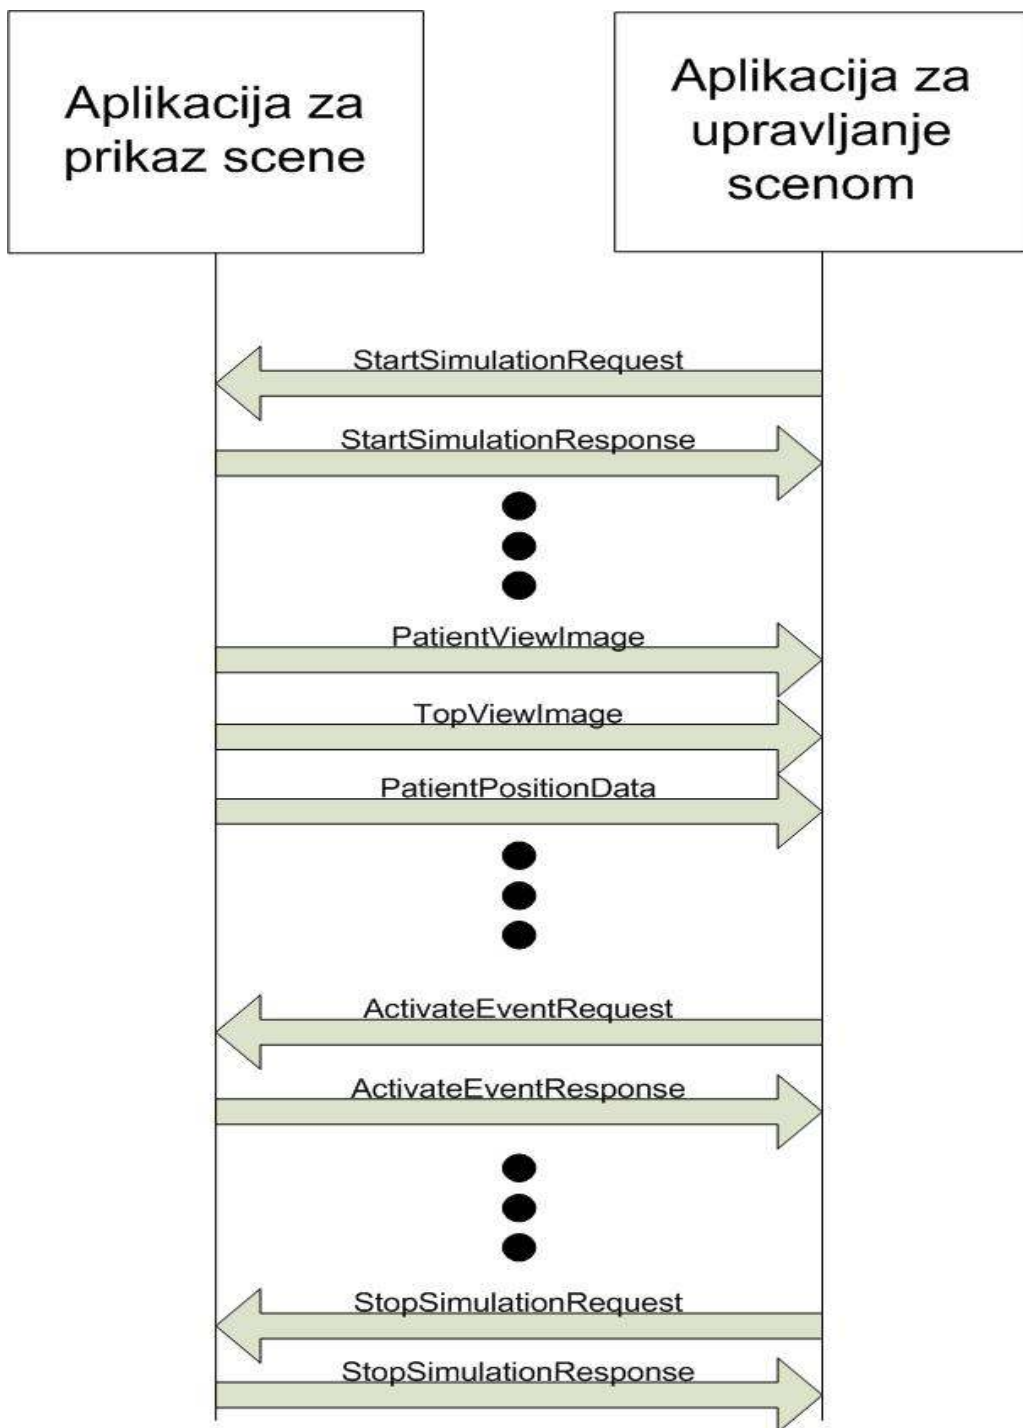 Aplikacija za
prikaz scene
Aplikacija za
upravljanje
scenom
StartSimulationRequest
StartSimulationResponse
PatientViewImage
TopViewImage
PatientPositionData
ActivateEventRequest
ActivateEventResponse
StopSimulationRequest
StopSimulationResponse